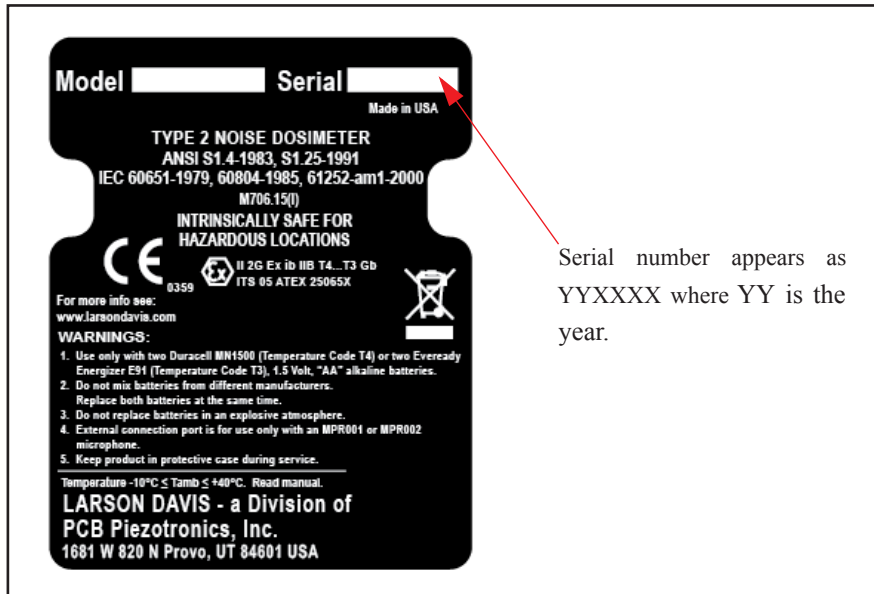 Model Serial
Made in USA
TYPE 2 NOISE DOSIMETER
ANSI S1.4-1983, S1.25-1991
IEC 60651-1979, 60804-1985, 61252-am1-2000
M706.15(I)
INTRINSICALLY SAFE FOR
HAZARDOUS LOCATIONS
CE 0359
Ex II 2G Ex ib IIB T4...T3 Gb
ITS 05 ATEX 25065X
For more info see:
www.larsondavis.com
WARNINGS:
1. Use only with two Duracell MN1500 (Temperature Code T4) or two Eveready
Energizer E91 (Temperature Code T3), 1.5 Volt, "AA" alkaline batteries.
2. Do not mix batteries from different manufacturers.
Replace both batteries at the same time.
3. Do not replace batteries in an explosive atmosphere.
4. External connection port is for use only with an MPR001 or MPR002
microphone.
5. Keep product in protective case during service.
Temperature -10°C ≤ Tamb ≤ +40°C. Read manual.
LARSON DAVIS - a Division of
PCB Piezotronics, Inc.
1681 W 820 N Provo, UT 84601 USA
Serial number appears as
YYXXXX where YY is the
year.